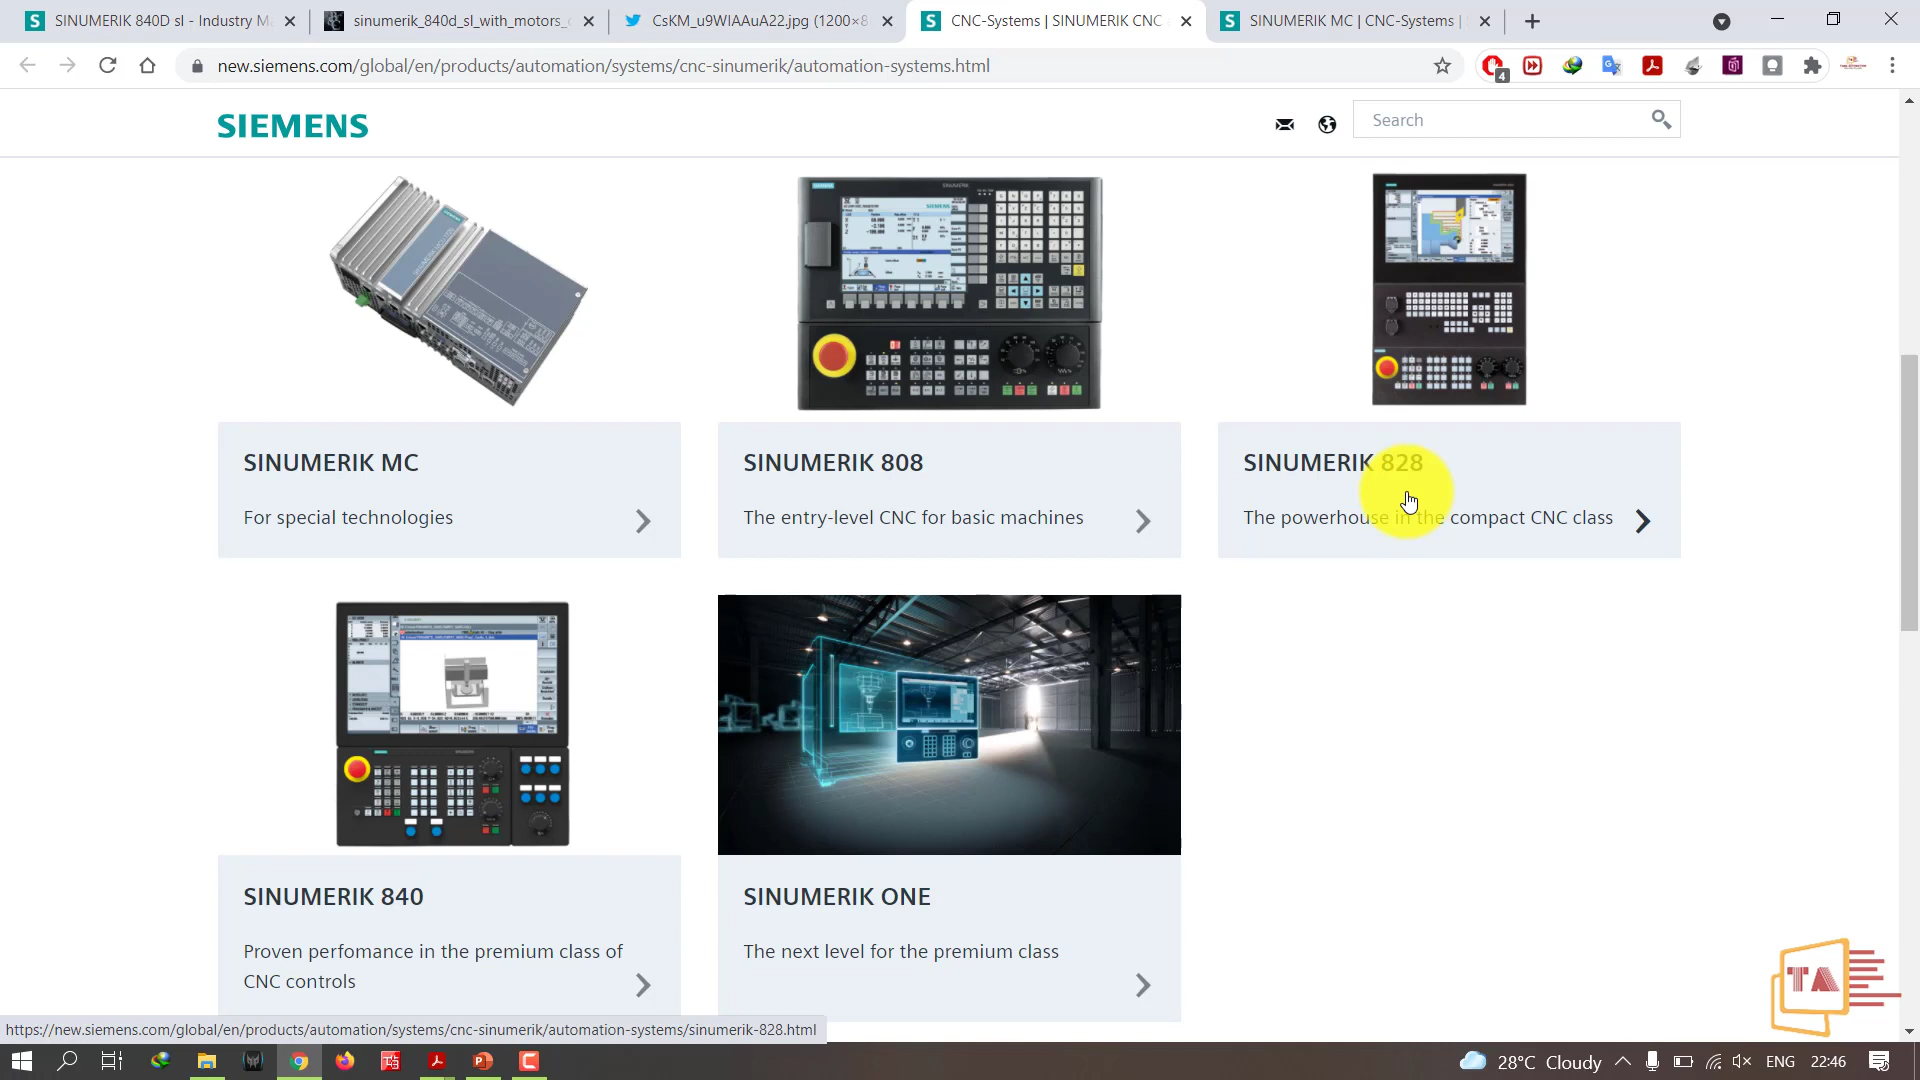 SINUMERIK 840D sl - Industry Ma
sinumerik_840d_sl_with_motors_
CsKM_u9WIAAuA22.jpg (1200×8
CNC-Systems | SINUMERIK CNC
SINUMERIK MC | CNC-Systems |
new.siemens.com/global/en/products/automation/systems/cnc-sinumerik/automation-systems.html
4
SIEMENS
Search
SINUMERIK MC
For special technologies
SINUMERIK 808
The entry-level CNC for basic machines
SINUMERIK 828
The powerhouse in the compact CNC class
SINUMERIK 840
Proven perfomance in the premium class of
CNC controls
SINUMERIK ONE
The next level for the premium class
TA
https://new.siemens.com/global/en/products/automation/systems/cnc-sinumerik/automation-systems/sinumerik-828.html
28°C Cloudy
ENG
22:46